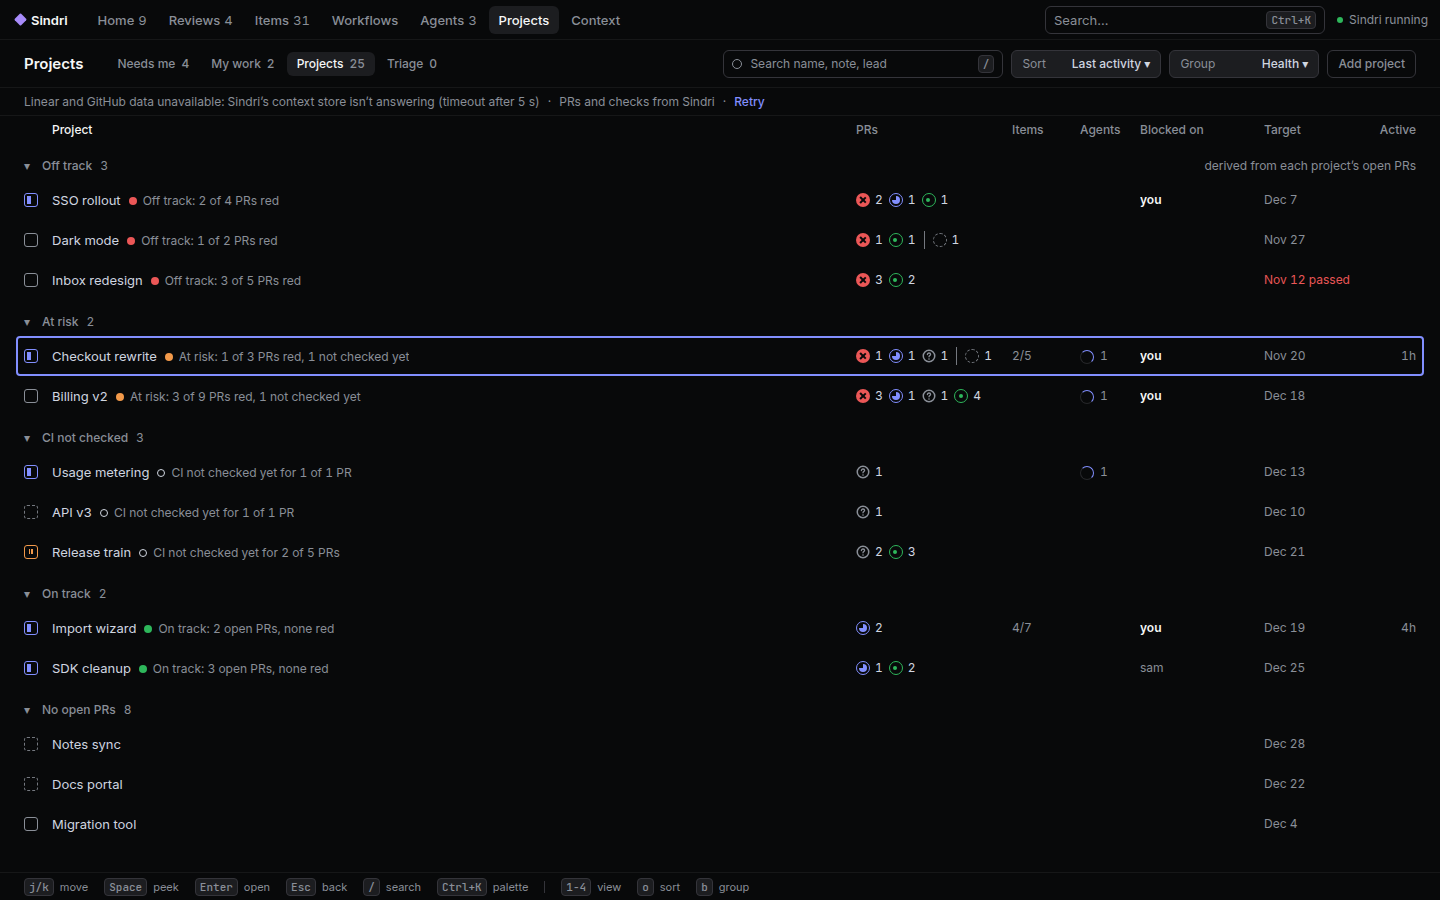 Sindri Home 9 Reviews 4 Items 31 Workflows Agents 3 Projects Context Search... Ctrl+K Sindri running
Projects Needs me 4 My work 2 Projects 25 Triage 0 Search name, note, lead / Sort Last activity ▾ Group Health ▾ Add project
Linear and GitHub data unavailable: Sindri's context store isn't answering (timeout after 5 s) · PRs and checks from Sindri · Retry
Project PRs Items Agents Blocked on Target Active
▾ Off track 3 derived from each project's open PRs
SSO rollout Off track: 2 of 4 PRs red 2 1 1 you Dec 7
Dark mode Off track: 1 of 2 PRs red 1 1 1 Nov 27
Inbox redesign Off track: 3 of 5 PRs red 3 2 Nov 12 passed
▾ At risk 2
Checkout rewrite At risk: 1 of 3 PRs red, 1 not checked yet 1 1 1 1 2/5 1 you Nov 20 1h
Billing v2 At risk: 3 of 9 PRs red, 1 not checked yet 3 1 1 4 1 you Dec 18
▾ CI not checked 3
Usage metering CI not checked yet for 1 of 1 PR 1 1 Dec 13
API v3 CI not checked yet for 1 of 1 PR 1 Dec 10
Release train CI not checked yet for 2 of 5 PRs 2 3 Dec 21
▾ On track 2
Import wizard On track: 2 open PRs, none red 2 4/7 you Dec 19 4h
SDK cleanup On track: 3 open PRs, none red 1 2 sam Dec 25
▾ No open PRs 8
Notes sync Dec 28
Docs portal Dec 22
Migration tool Dec 4
j/k move Space peek Enter open Esc back / search Ctrl+K palette 1-4 view o sort b group